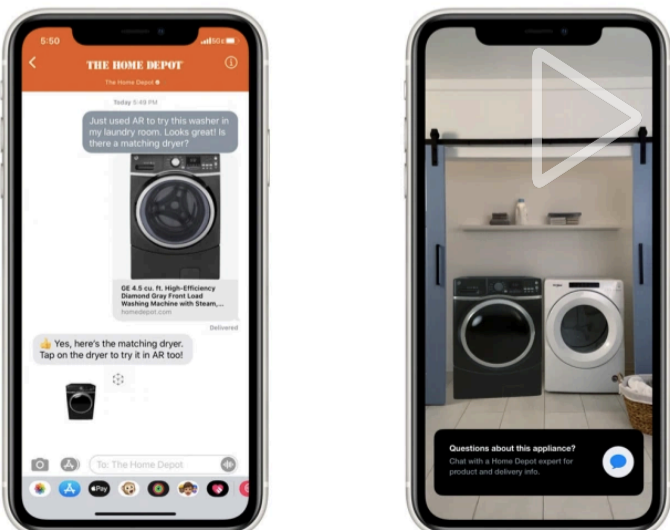 5:50
THE HOME DEPOT
The Home Depot
Today 5:49 PM
Just used AR to try this washer in
my laundry room. Looks great! Is
there a matching dryer?
GE 4.5 cu. ft. High-Efficiency
Diamond Gray Front Load
Washing Machine with Steam,...
homedepot.com
Delivered
👍 Yes, here's the matching dryer.
Tap on the dryer to try it in AR too!
To: The Home Depot
Pay
Questions about this appliance?
Chat with a Home Depot expert for
product and delivery info.